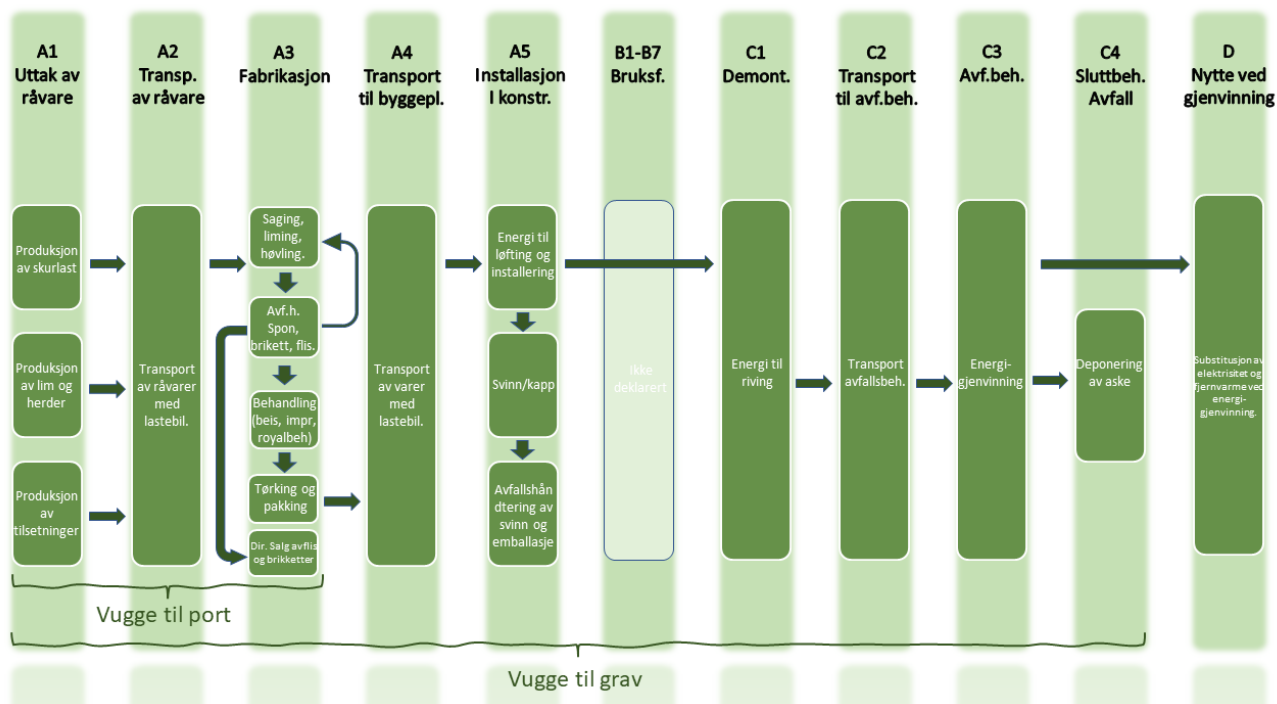 A1
Uttak av
råvare
A2
Transp.
av råvare
A3
Fabrikasjon
A4
Transport
til byggepl.
A5
Installasjon
I konstr.
B1-B7
Bruksf.
C1
Demont.
C2
Transport
til avf.beh.
C3
Avf.beh.
C4
Sluttbeh.
Avfall
D
Nytte ved
gjenvinning
Produksjon
av skurlast
Produksjon
av lim og
herder
Produksjon
av
tilsetninger
Transport
av råvarer
med
lastebil.
Saging,
liming,
høvling.
Avf.h.
Spon,
brikett, flis.
Behandling
(beis, impr,
royalbeh)
Tørking og
pakking
Dir. Salg avflis
og brikketter
Transport
av varer
med
lastebil.
Energi til
løfting og
installering
Svinn/kapp
Avfallshån
dtering av
svinn og
emballasje
Ikke
deklarert
Energi til
riving
Transport
avfallsbeh.
Energi-
gjenvinning
Deponering
av aske
Substitusjon av
elektrisitet og
fjernvarme ved
energi-
gjenvinning.
Vugge til port
Vugge til grav